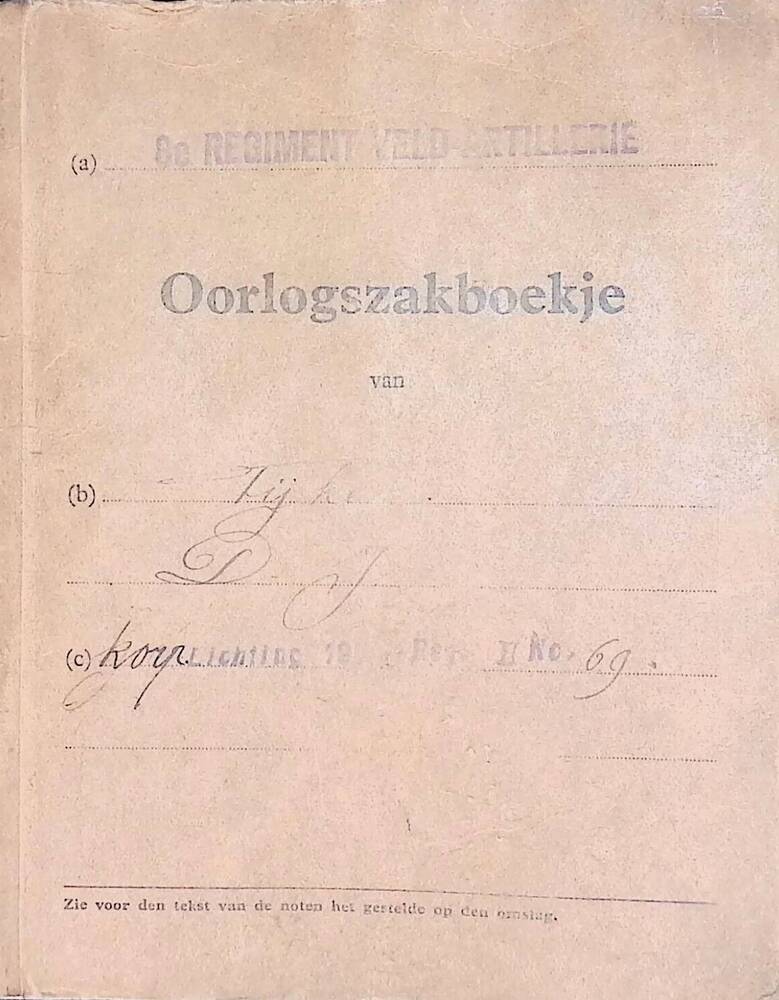 (a) 8e REGIMENT VELD-ARTILLERIE
Oorlogszakboekje
van
(b)
D. J.
(c) korp. Lichting 19 Reg. II No. 69.
Zie voor den tekst van de noten het gestelde op den omslag.